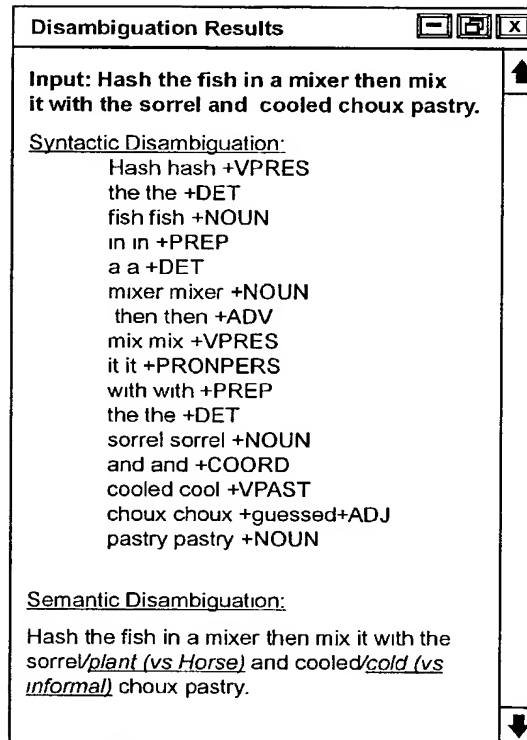 Disambiguation Results
Input: Hash the fish in a mixer then mix
it with the sorrel and cooled choux pastry.
Syntactic Disambiguation:
Hash hash +VPRES
the the +DET
fish fish +NOUN
in in +PREP
a a +DET
mixer mixer +NOUN
then then +ADV
mix mix +VPRES
it it +PRONPERS
with with +PREP
the the +DET
sorrel sorrel +NOUN
and and +COORD
cooled cool +VPAST
choux choux +guessed+ADJ
pastry pastry +NOUN
Semantic Disambiguation:
Hash the fish in a mixer then mix it with the
sorrel/plant (vs Horse) and cooled/cold (vs
informal) choux pastry.